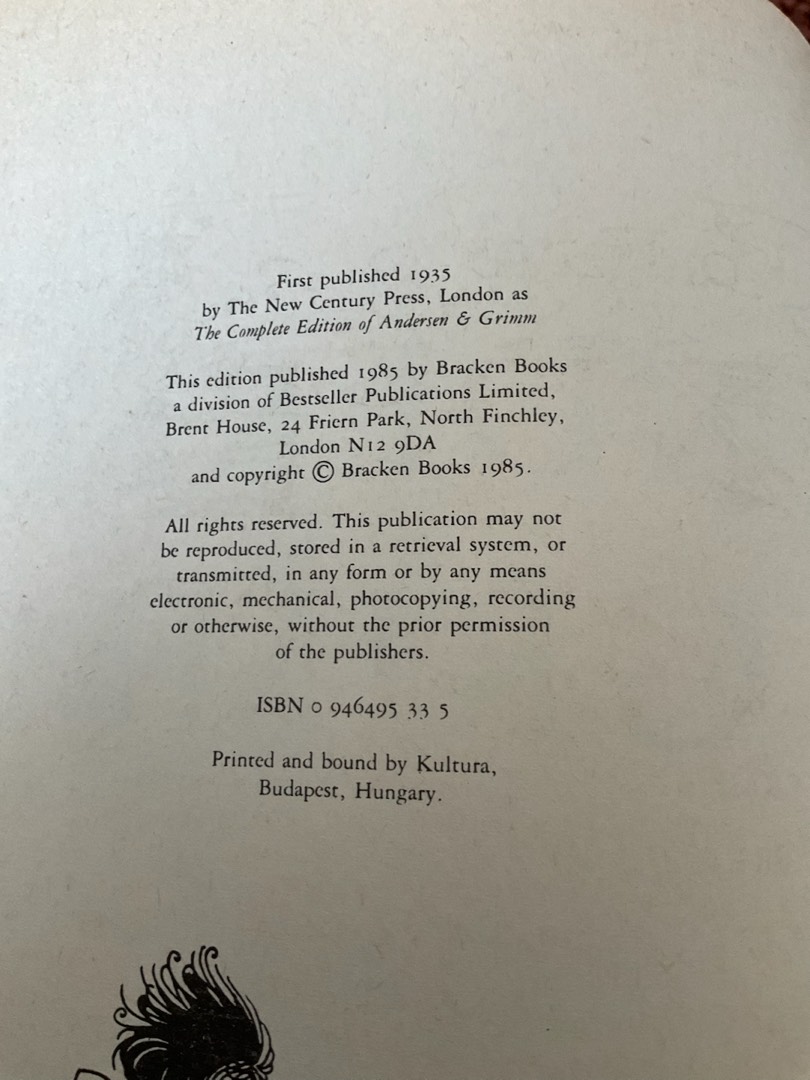 First published 1935
by The New Century Press, London as
The Complete Edition of Andersen & Grimm
This edition published 1985 by Bracken Books
a division of Bestseller Publications Limited,
Brent House, 24 Friern Park, North Finchley,
London N12 9DA
and copyright © Bracken Books 1985.
All rights reserved. This publication may not
be reproduced, stored in a retrieval system, or
transmitted, in any form or by any means
electronic, mechanical, photocopying, recording
or otherwise, without the prior permission
of the publishers.
ISBN 0 946495 33 5
Printed and bound by Kultura,
Budapest, Hungary.